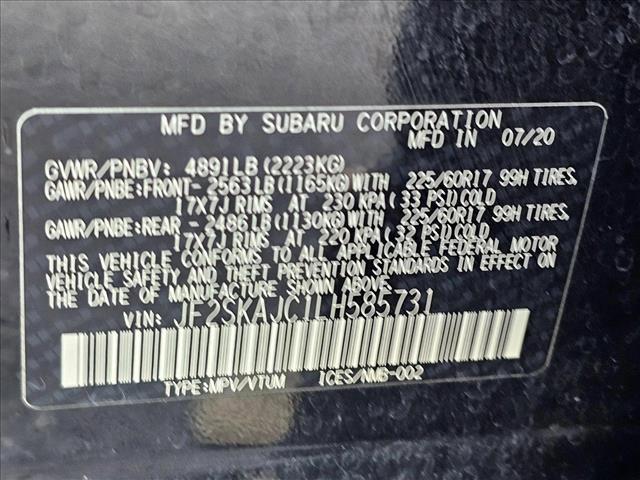 MFD BY SUBARU CORPORATION
MFD IN 07/20
GVWR/PNBV: 4891LB(2223KG)
GAWR/PNBE:FRONT-2563LB(1165KG)WITH 225/60R17 99H TIRES,
17X7J RIMS AT 230 KPA(33 PSI)COLD
GAWR/PNBE:REAR -2486LB(1130KG)WITH 225/60R17 99H TIRES,
17X7J RIMS AT 220 KPA(32 PSI)COLD
THIS VEHICLE CONFORMS TO ALL APPLICABLE FEDERAL MOTOR
VEHICLE SAFETY AND THEFT PREVENTION STANDARDS IN EFFECT ON
THE DATE OF MANUFACTURE SHOWN ABOVE.
VIN: JF2SKAJC1LH585731
TYPE:MPV/VTUM ICES/NMB-002